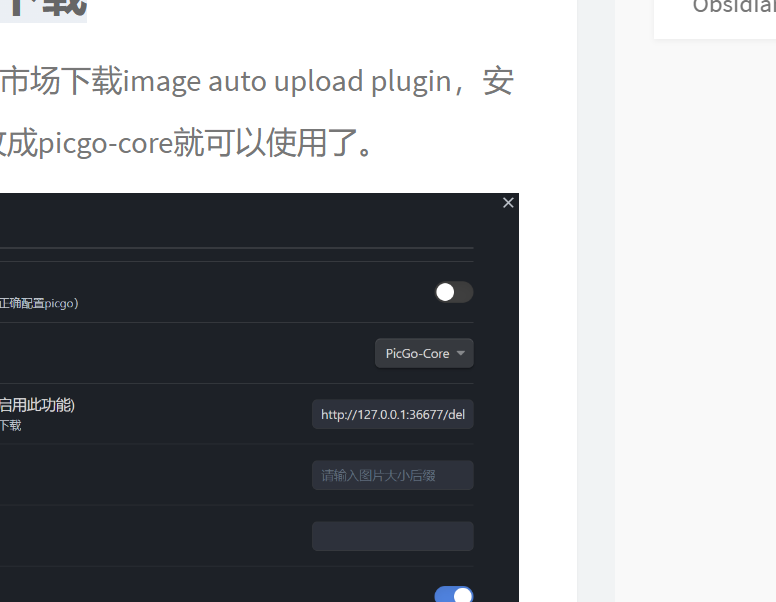 下载
Obsidian
市场下载image auto upload plugin，安
改成picgo-core就可以使用了。
正确配置picgo）
PicGo-Core
启用此功能)
http://127.0.0.1:36677/del
下载
请输入图片大小后缀